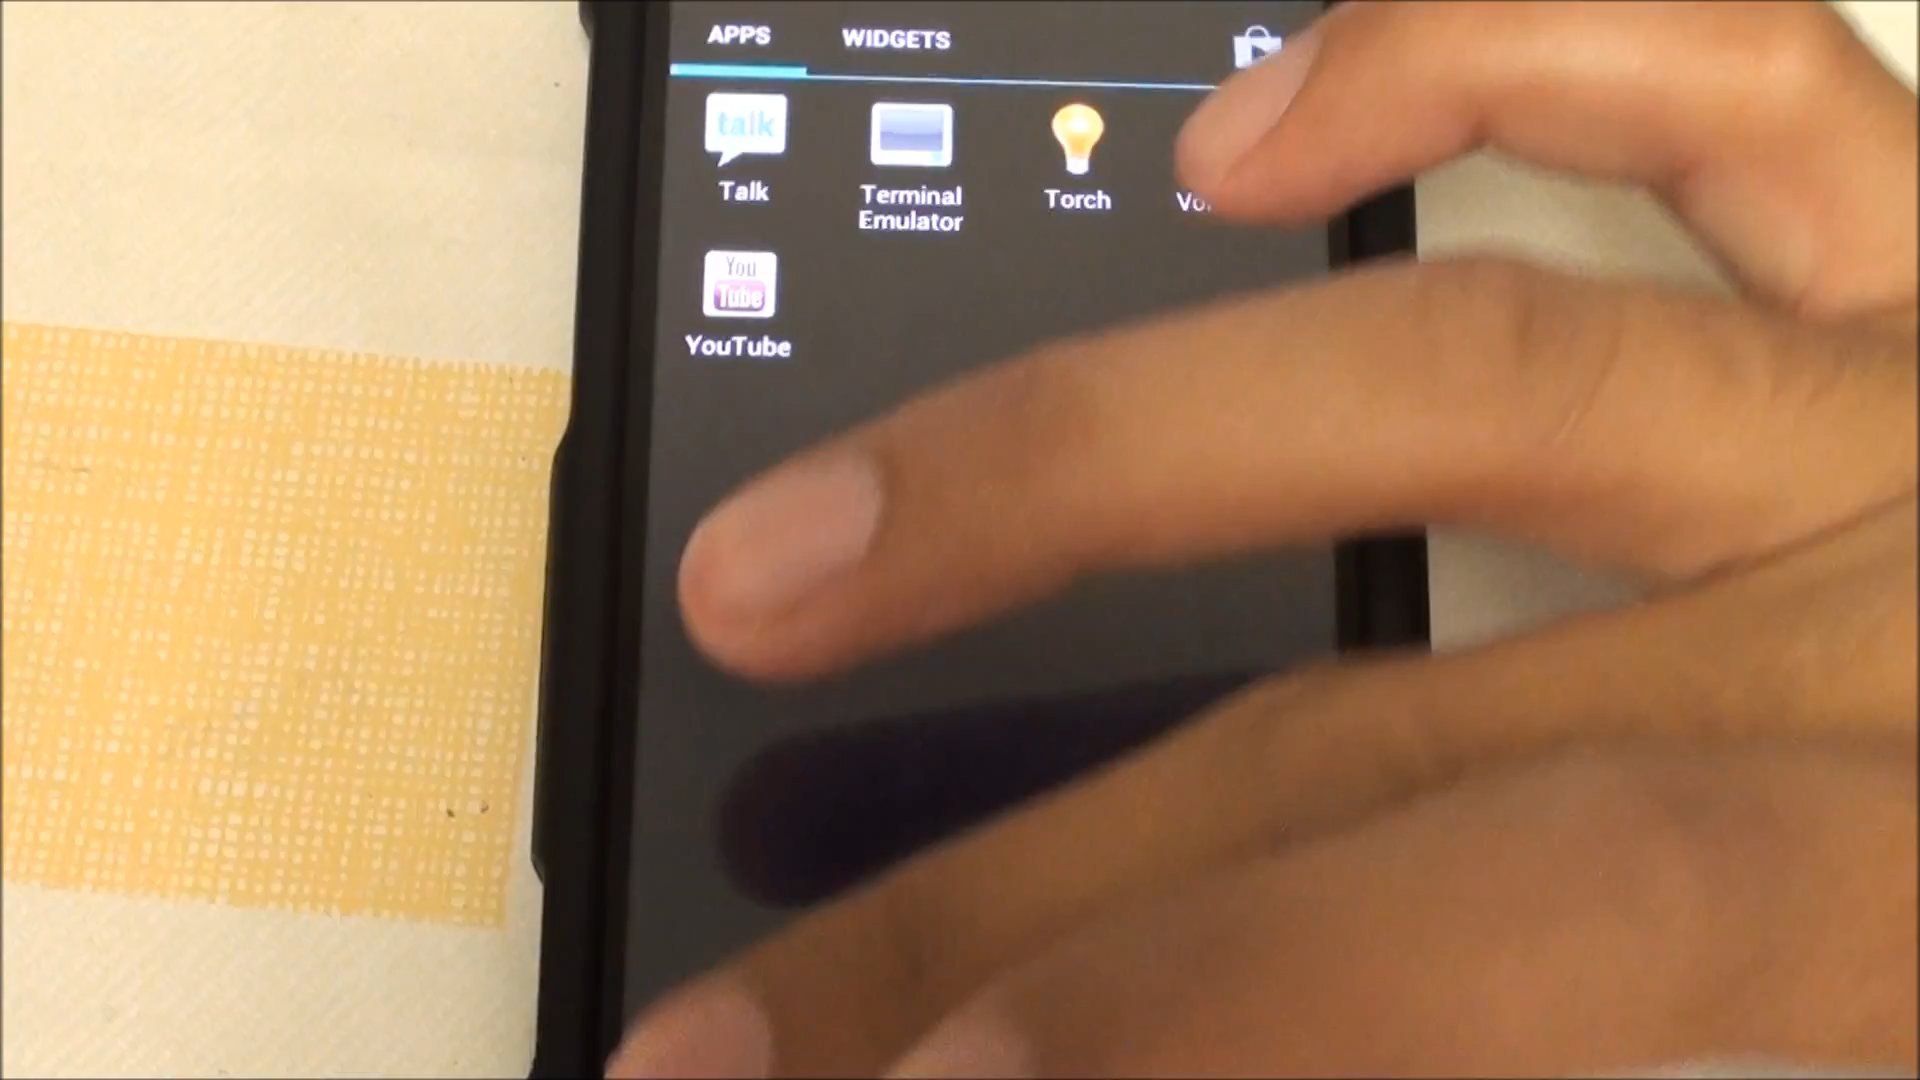 APPS WIDGETS
talk
Talk
Terminal
Emulator
Torch
You
Tube
YouTube